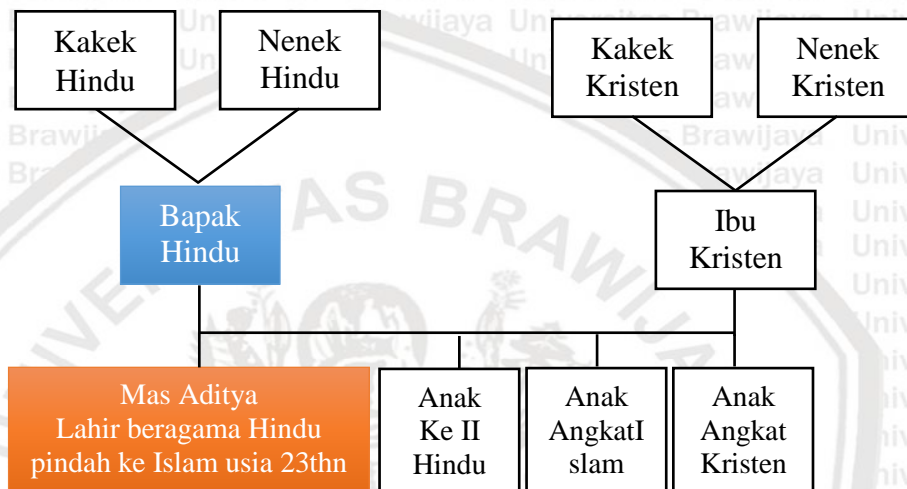 Kakek
Hindu
Nenek
Hindu
Kakek
Kristen
Nenek
Kristen
Bapak
Hindu
Ibu
Kristen
Mas Aditya
Lahir beragama Hindu
pindah ke Islam usia 23thn
Anak
Ke II
Hindu
Anak
AngkatI
slam
Anak
Angkat
Kristen